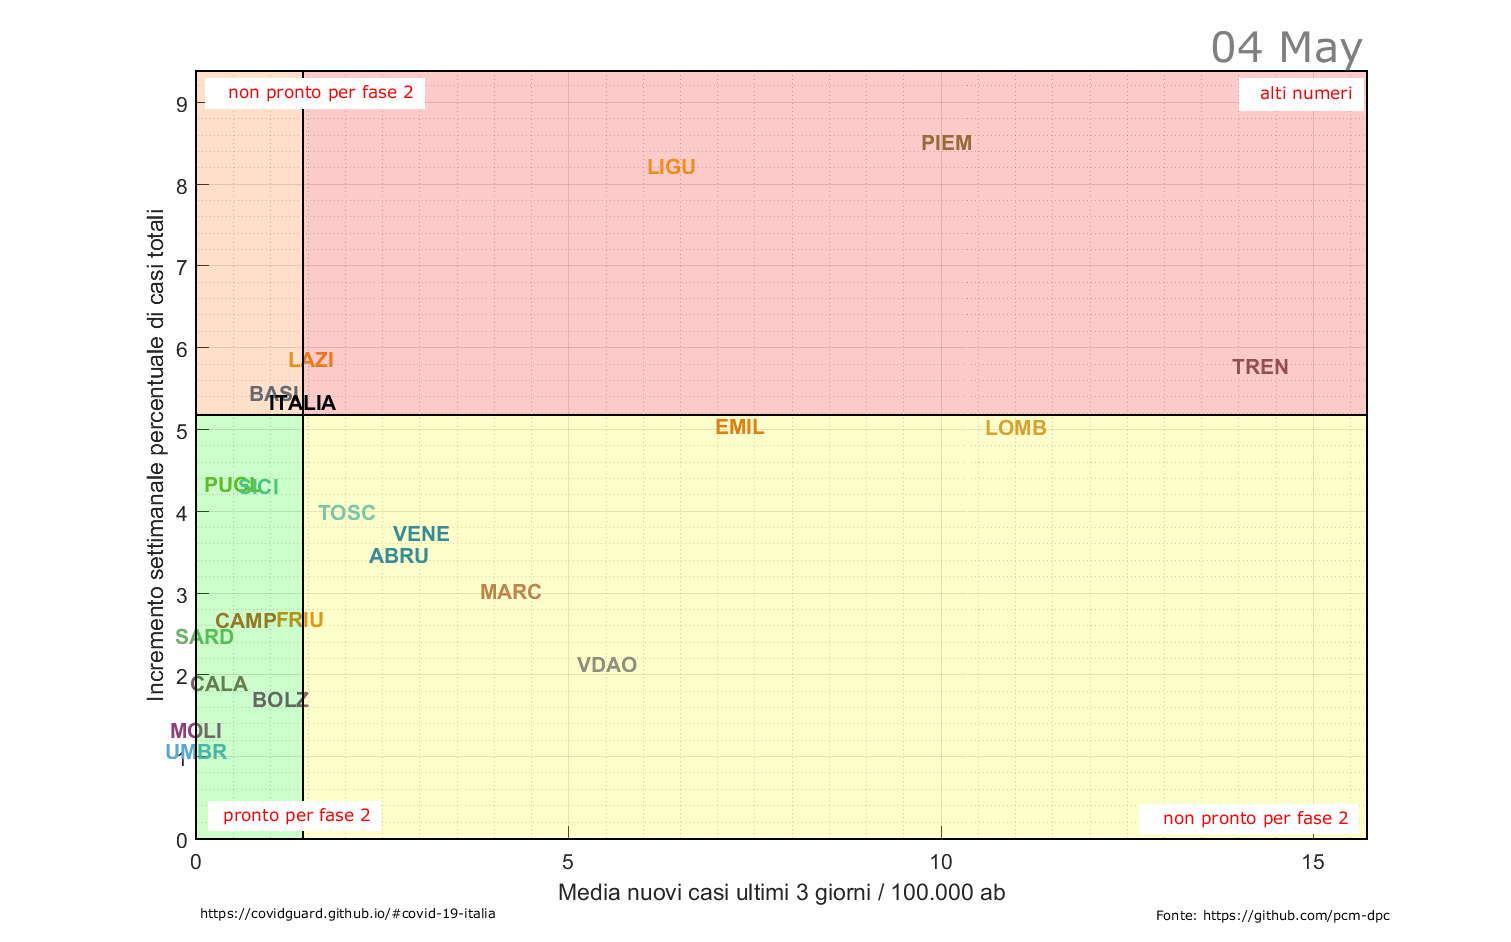 04 May
non pronto per fase 2
alti numeri
9
PIEM
LIGU
8
7
6
LAZI
TREN
BASI
ITALIA
5
EMIL
LOMB
PUGL
SICI
4
TOSC
VENE
ABRU
3
MARC
CAMP
FRIU
SARD
2
VDAO
CALA
BOLZ
MOLI
1
UMBR
pronto per fase 2
non pronto per fase 2
0
0
5
10
15
Incremento settimanale percentuale di casi totali
Media nuovi casi ultimi 3 giorni / 100.000 ab
https://covidguard.github.io/#covid-19-italia
Fonte: https://github.com/pcm-dpc